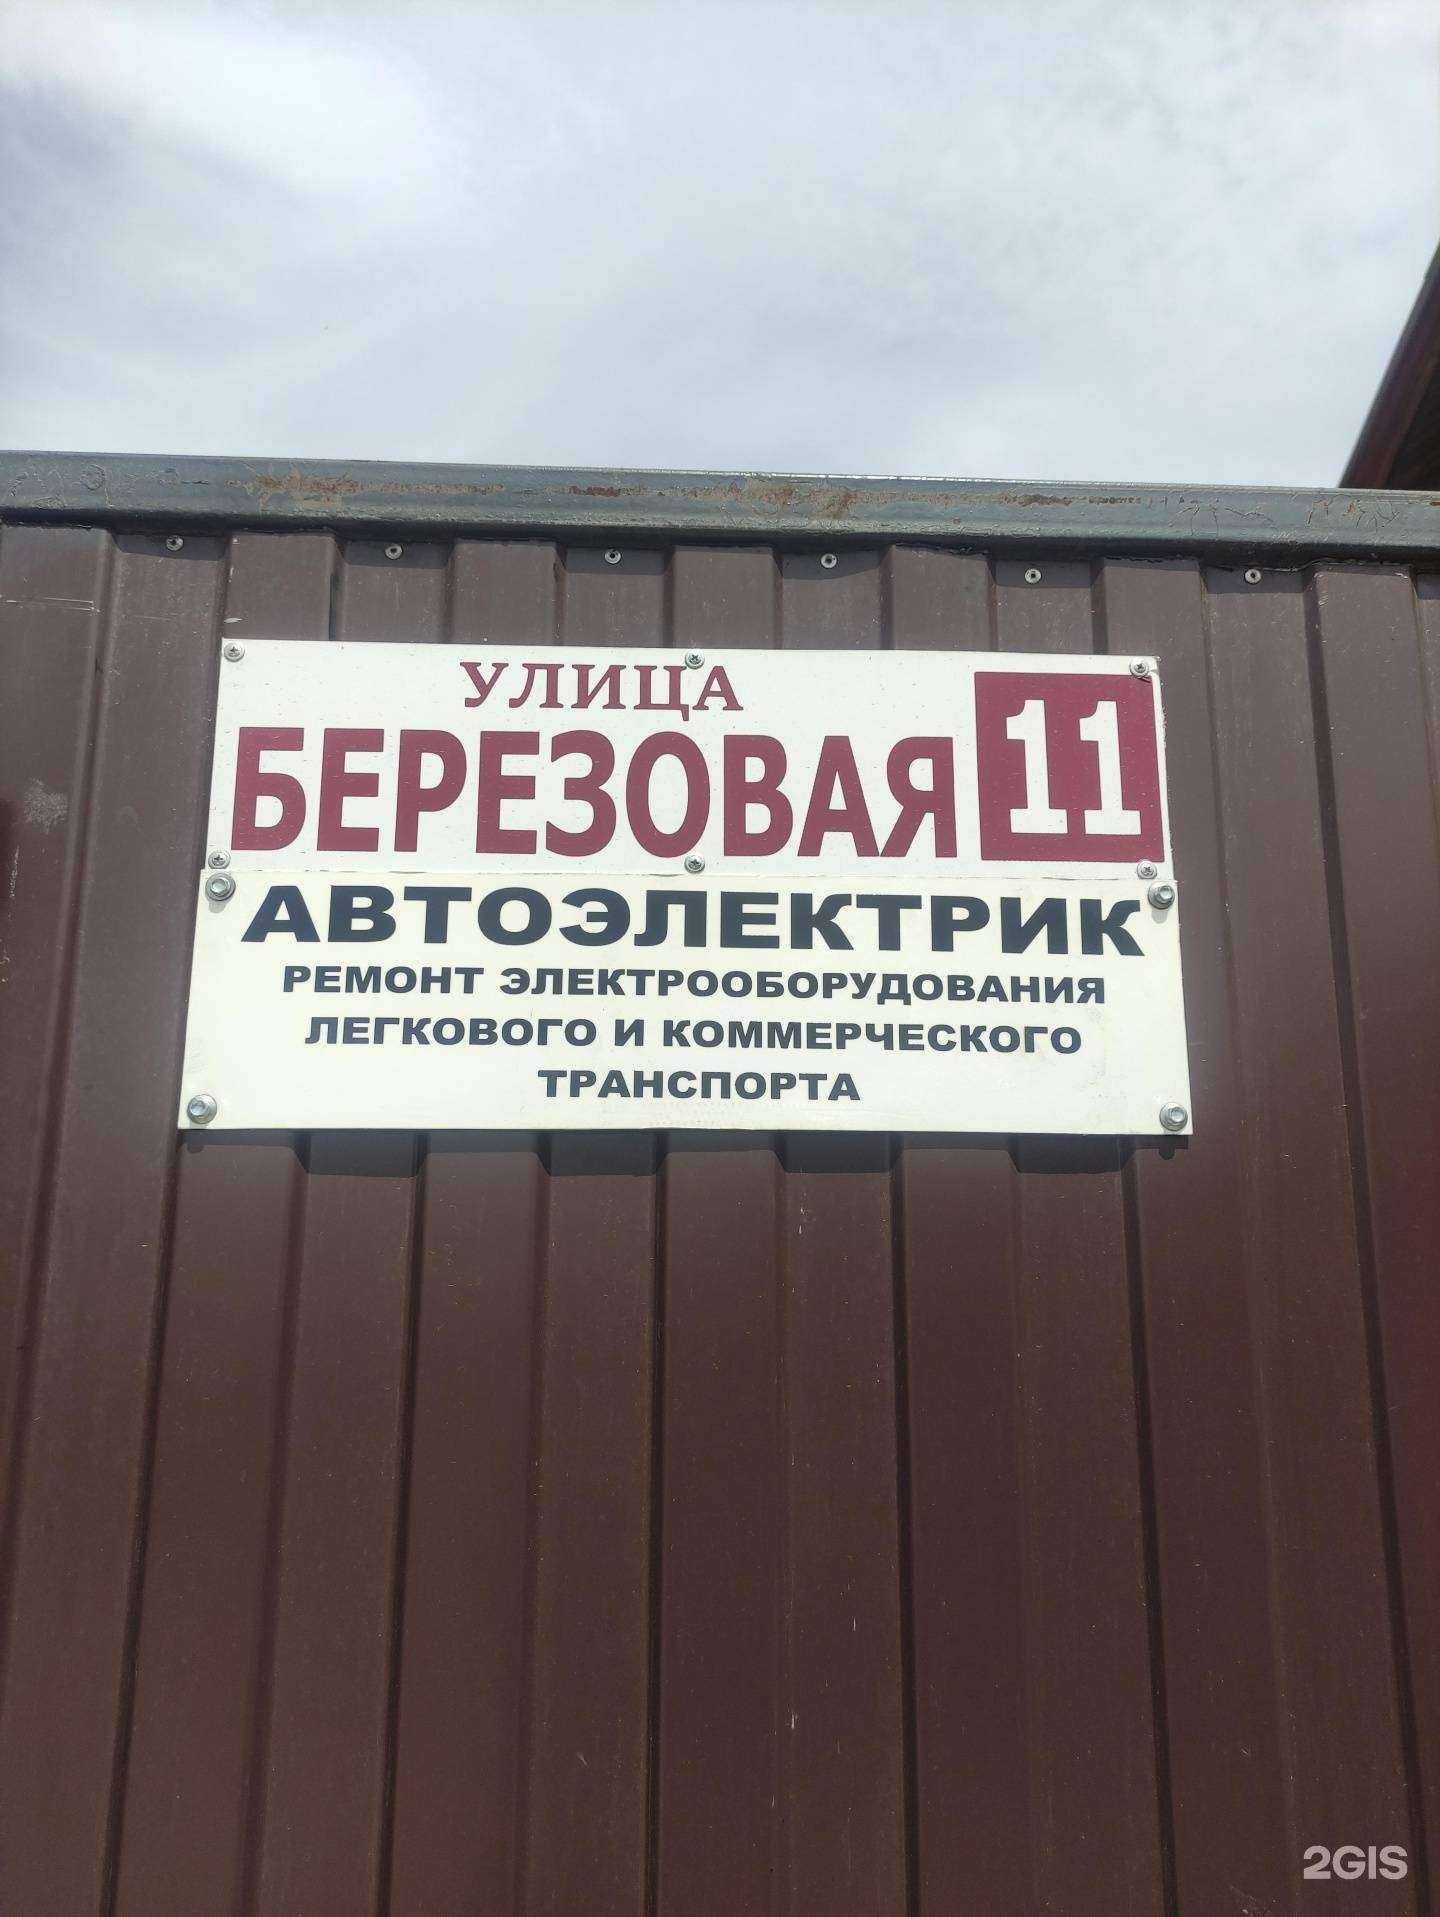 УЛИЦА
БЕРЕЗОВАЯ 11
АВТОЭЛЕКТРИК
РЕМОНТ ЭЛЕКТРООБОРУДОВАНИЯ
ЛЕГКОВОГО И КОММЕРЧЕСКОГО
ТРАНСПОРТА
2GIS